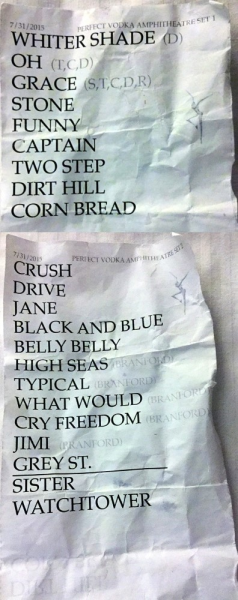 7/31/2015 PERFECT VODKA AMPHITHEATRE SET 1
WHITER SHADE (D)
OH (T,C,D)
GRACE (S,T,C,D,R)
STONE
FUNNY
CAPTAIN
TWO STEP
DIRT HILL
CORN BREAD
7/31/2015 PERFECT VODKA AMPHITHEATRE SET
CRUSH
DRIVE
JANE
BLACK AND BLUE
BELLY BELLY
HIGH SEAS (BRANFORD)
TYPICAL (BRANFORD)
WHAT WOULD (BRANFORD)
CRY FREEDOM (BRANFORD)
JIMI (BRANFORD)
GREY ST.
SISTER
WATCHTOWER